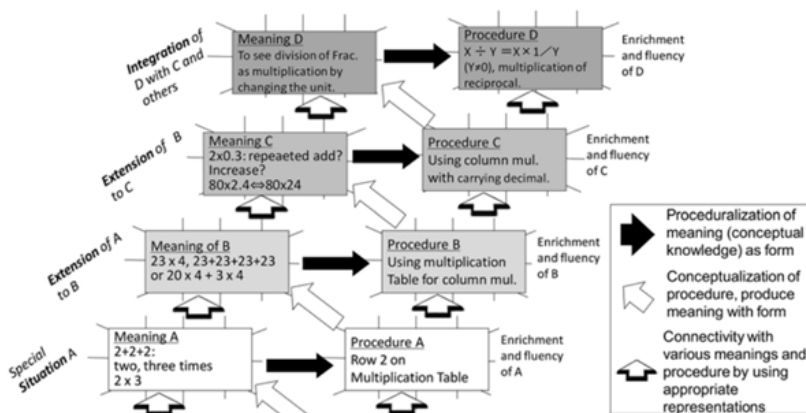 Integration of
D with C and
others
Meaning D
To see division of Frac.
as multiplication by
changing the unit.
Procedure D
X ÷ Y =X×1/Y
(Y≠0), multiplication of
reciprocal.
Enrichment
and fluency
of D
Extension of B
to C
Meaning C
2x0.3: repeaeted add?
Increase?
80x2.4⇔80x24
Procedure C
Using column mul.
with carrying decimal.
Enrichment
and fluency
of C
Extension of A
to B
Meaning of B
23 x 4, 23+23+23+23
or 20 x 4 + 3 x 4
Procedure B
Using multiplication
Table for column mul.
Enrichment
and fluency
of B
Special
Situation A
Meaning A
2+2+2:
two, three times
2 x 3
Procedure A
Row 2 on
Multiplication Table
Enrichment
and fluency
of A
Proceduralization of
meaning (conceptual
knowledge) as form
Conceptualization of
procedure, produce
meaning with form
Connectivity with
various meanings and
procedure by using
appropriate
representations